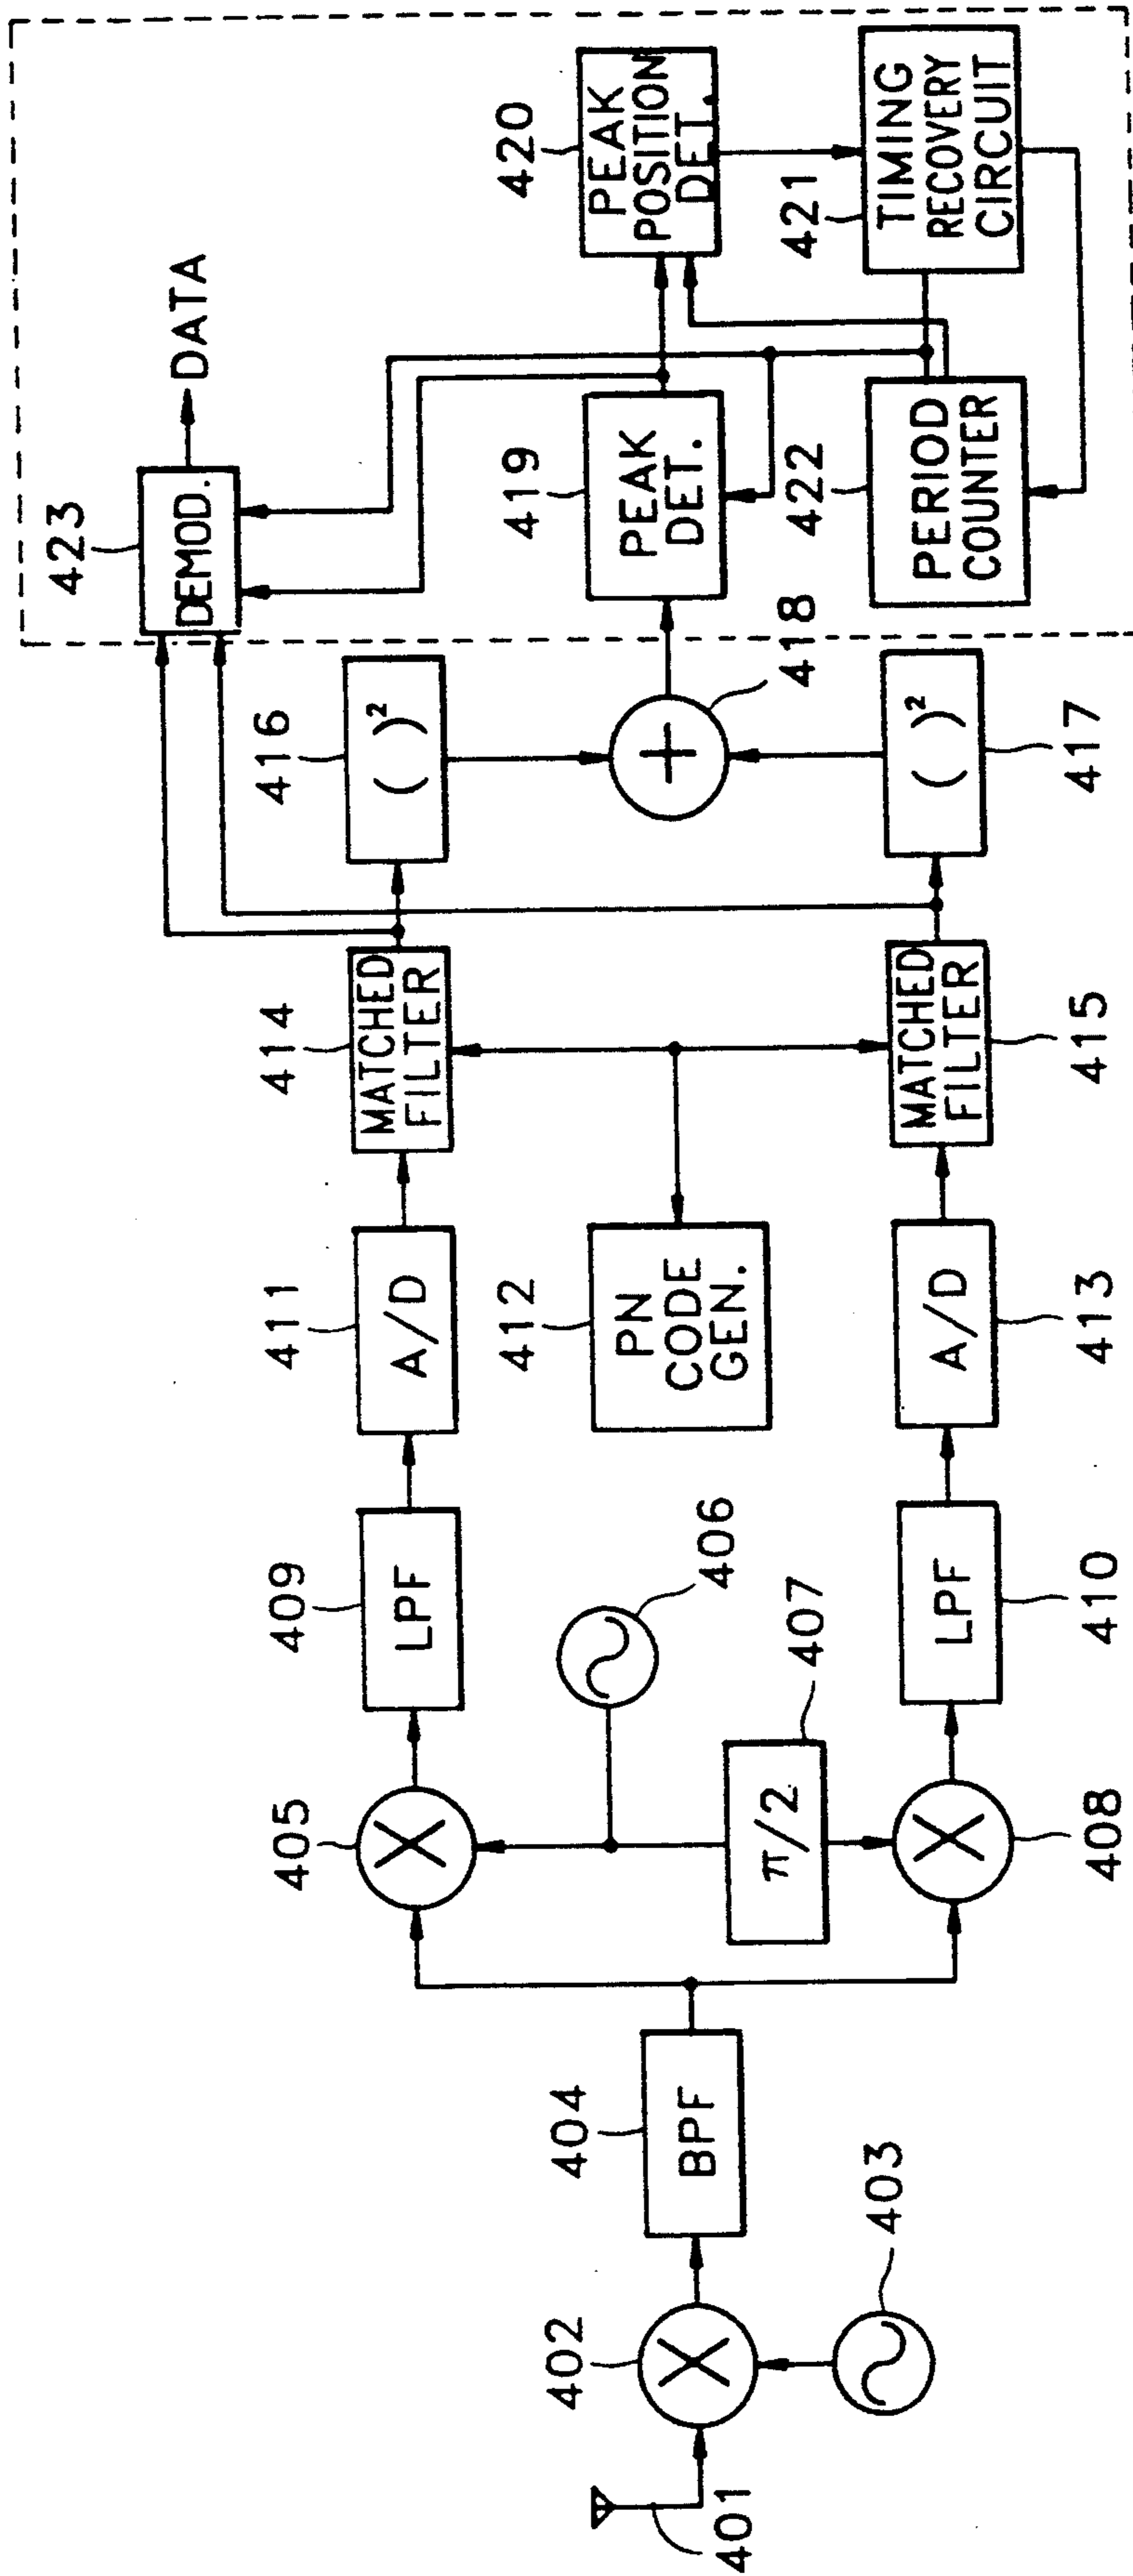 401
402
403
404
BPF
405
406
407
π/2
408
409
LPF
410
LPF
411
A/D
412
PN
CODE
GEN.
413
A/D
414
MATCHED
FILTER
415
MATCHED
FILTER
416
( )²
417
( )²
418
+
419
PEAK
DET.
420
PEAK
POSITION
DET.
421
TIMING
RECOVERY
CIRCUIT
422
PERIOD
COUNTER
423
DEMOD.
DATA